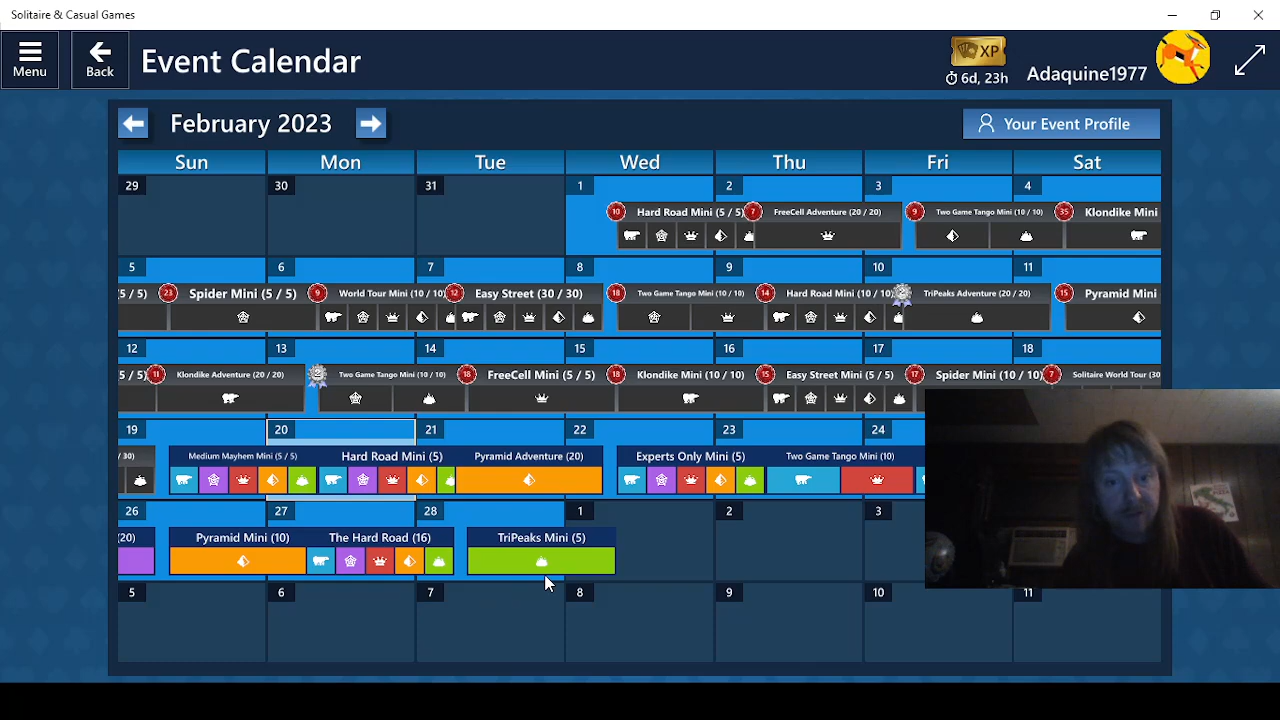 Solitaire & Casual Games
Menu
Back
Event Calendar
XP
6d, 23h
Adaquine1977
February 2023
Your Event Profile
Sun Mon Tue Wed Thu Fri Sat
29 30 31 1 2 3 4
10 Hard Road Mini (5 / 5) 7 FreeCell Adventure (20 / 20) 9 Two Game Tango Mini (10 / 10) 35 Klondike Mini
5 6 7 8 9 10 11
(5 / 5) 23 Spider Mini (5 / 5) 9 World Tour Mini (10 / 10) 12 Easy Street (30 / 30) 18 Two Game Tango Mini (10 / 10) 14 Hard Road Mini (10 / 10) TriPeaks Adventure (20 / 20) 15 Pyramid Mini
12 13 14 15 16 17 18
(5 / 5) 11 Klondike Adventure (20 / 20) Two Game Tango Mini (10 / 10) 18 FreeCell Mini (5 / 5) 18 Klondike Mini (10 / 10) 15 Easy Street Mini (5 / 5) 17 Spider Mini (10 / 10) 7 Solitaire World Tour (30
19 20 21 22 23 24
/ 30) Medium Mayhem Mini (5 / 5) Hard Road Mini (5) Pyramid Adventure (20) Experts Only Mini (5) Two Game Tango Mini (10)
26 27 28 1 2 3
(20) Pyramid Mini (10) The Hard Road (16) TriPeaks Mini (5)
5 6 7 8 9 10 11